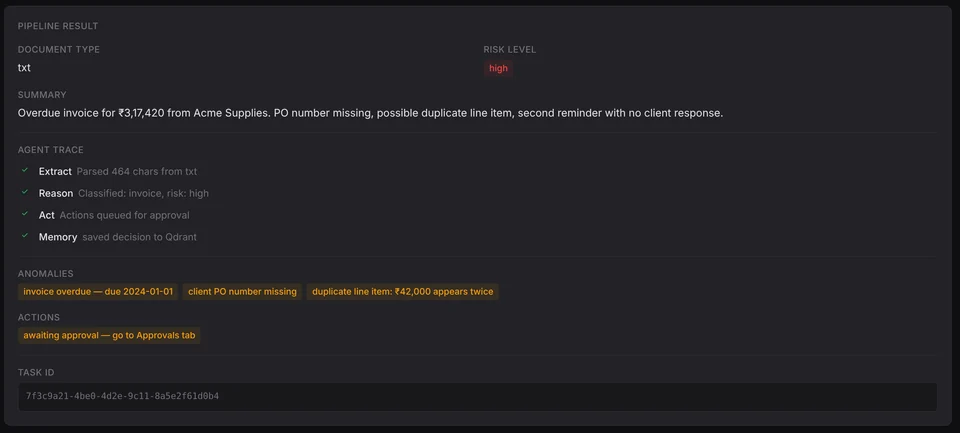 PIPELINE RESULT
DOCUMENT TYPE
RISK LEVEL
txt
high
SUMMARY
Overdue invoice for ₹3,17,420 from Acme Supplies. PO number missing, possible duplicate line item, second reminder with no client response.
AGENT TRACE
Extract Parsed 464 chars from txt
Reason Classified: invoice, risk: high
Act Actions queued for approval
Memory saved decision to Qdrant
ANOMALIES
invoice overdue — due 2024-01-01 client PO number missing duplicate line item: ₹42,000 appears twice
ACTIONS
awaiting approval — go to Approvals tab
TASK ID
7f3c9a21-4be0-4d2e-9c11-8a5e2f61d0b4